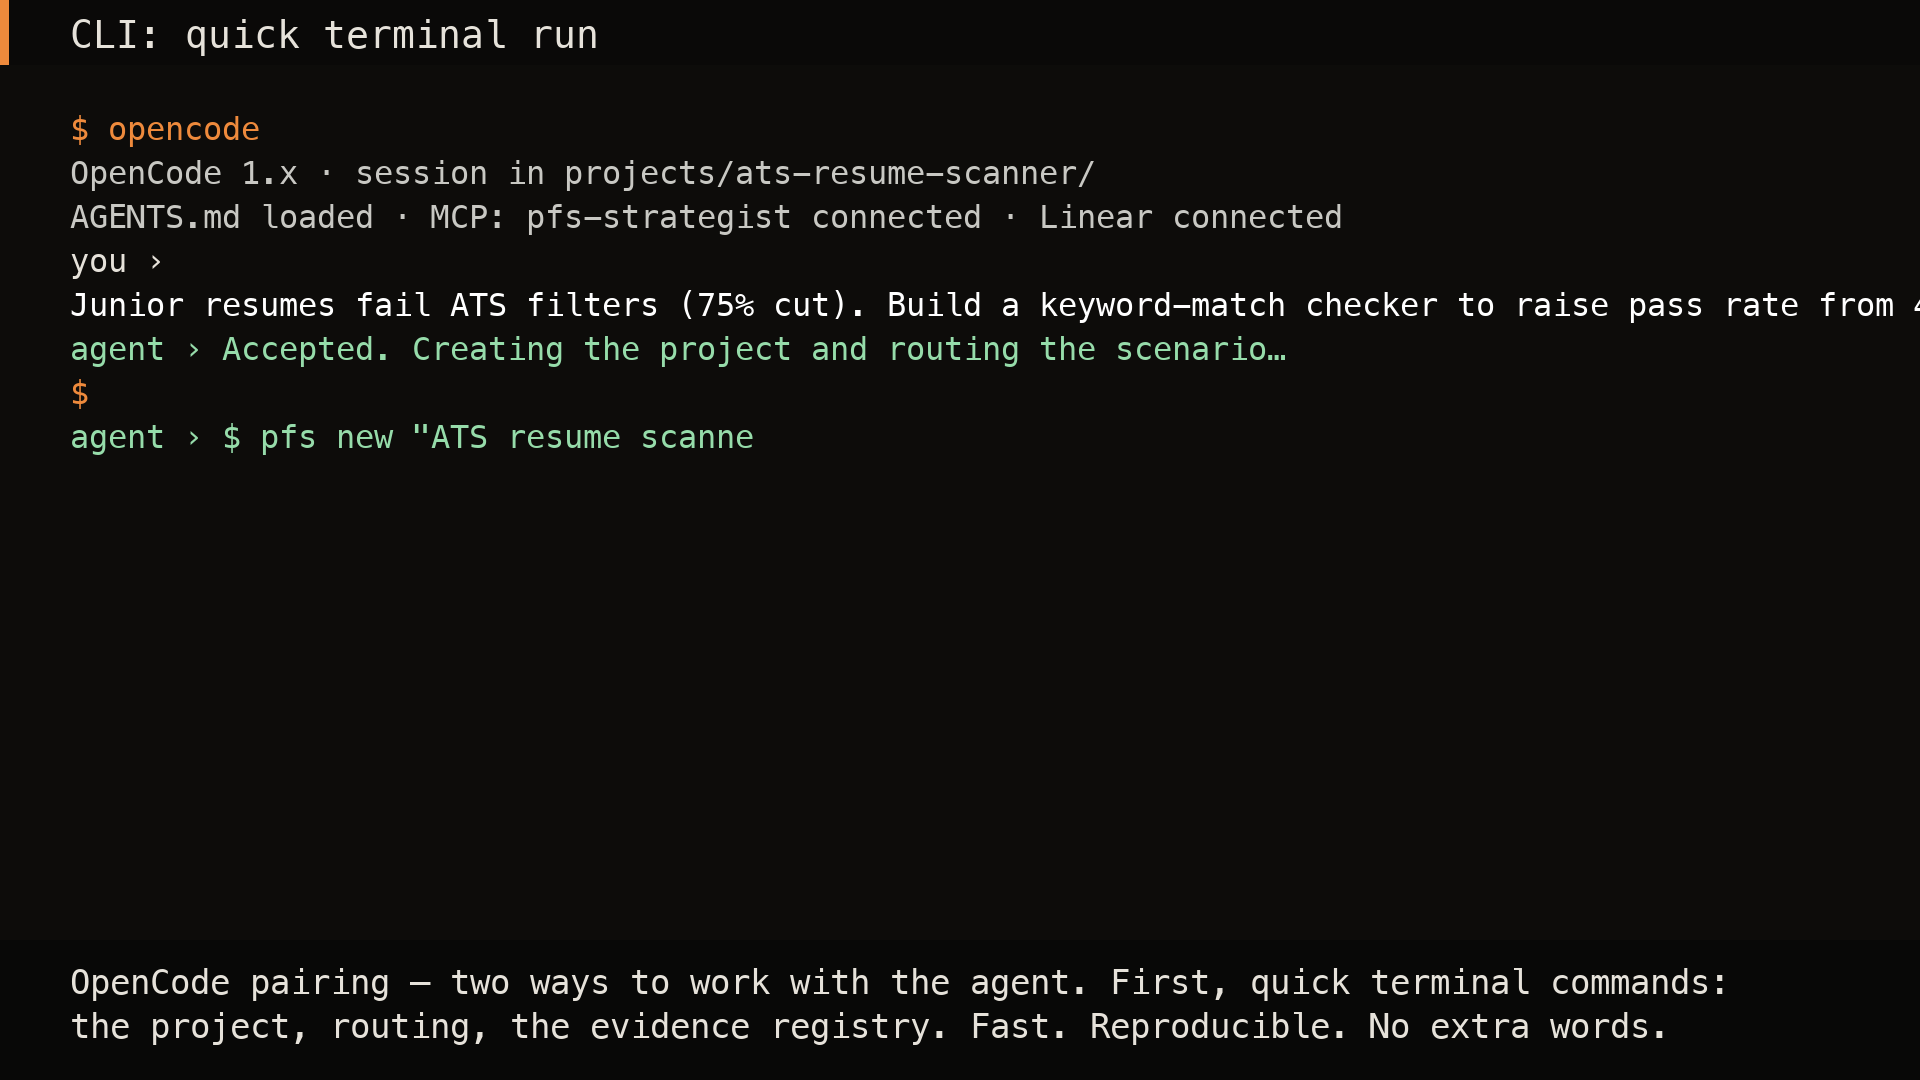 CLI: quick terminal run
$ opencode
OpenCode 1.x · session in projects/ats-resume-scanner/
AGENTS.md loaded · MCP: pfs-strategist connected · Linear connected
you ›
Junior resumes fail ATS filters (75% cut). Build a keyword-match checker to raise pass rate from
agent › Accepted. Creating the project and routing the scenario…
$
agent › $ pfs new "ATS resume scanne
OpenCode pairing — two ways to work with the agent. First, quick terminal commands:
the project, routing, the evidence registry. Fast. Reproducible. No extra words.